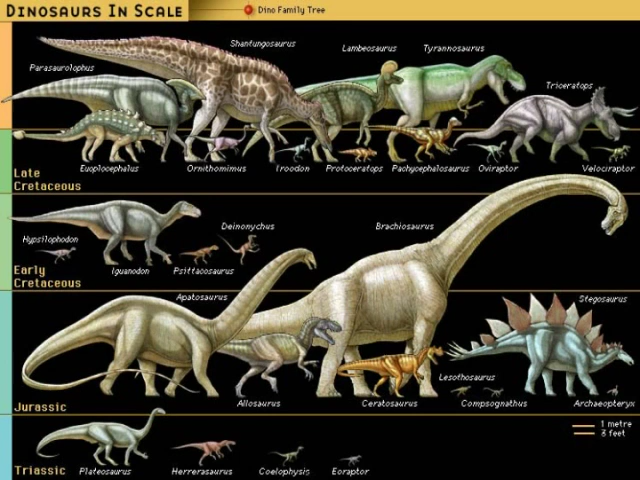 DINOSAURS IN SCALE
Dino Family Tree
Shantungosaurus
Lambeosaurus
Tyrannosaurus
Parasaurolophus
Triceratops
Euoplocephalus
Ornithomimus
Troodon
Protoceratops
Pachycephalosaurus
Oviraptor
Velociraptor
Late
Cretaceous
Hypsilophodon
Deinonychus
Brachiosaurus
Iguanodon
Psittacosaurus
Early
Cretaceous
Apatosaurus
Stegosaurus
Lesothosaurus
Jurassic
Allosaurus
Ceratosaurus
Compsognathus
Archaeopteryx
1 metre
3 feet
Triassic
Plateosaurus
Herrerasaurus
Coelophysis
Eoraptor